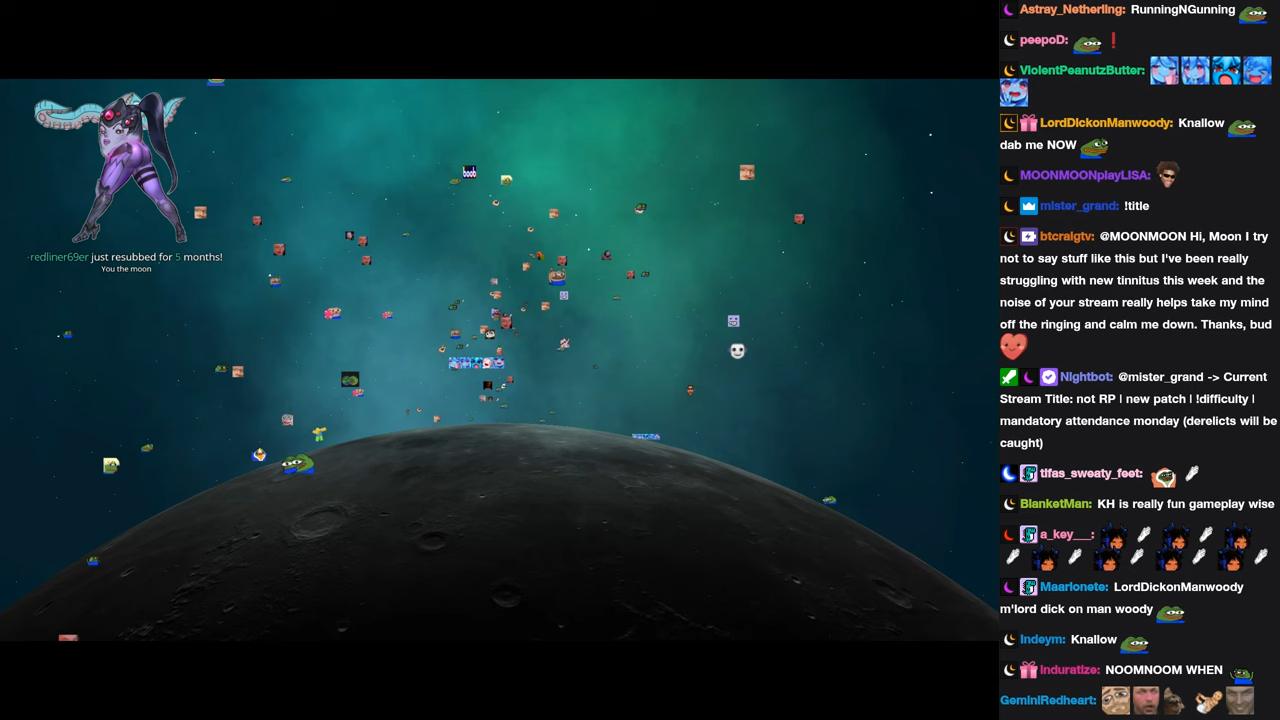 boob
-redliner69er just resubbed for 5 months!
You the moon
Astray_Netherling: RunningNGunning
peepoD:
ViolentPeanutzButter:
LordDickonManwoody: Knallow
dab me NOW
MOONMOONplayLISA:
mister_grand: !title
btcraigtv: @MOONMOON Hi, Moon I try
not to say stuff like this but I've been really
struggling with new tinnitus this week and the
noise of your stream really helps take my mind
off the ringing and calm me down. Thanks, bud
Nightbot: @mister_grand -> Current
Stream Title: not RP | new patch | !difficulty |
mandatory attendance monday (derelicts will be
caught)
tifas_sweaty_feet:
BlanketMan: KH is really fun gameplay wise
a_key___:
Maarionete: LordDickonManwoody
m'lord dick on man woody
Indeym: Knallow
Induratize: NOOMNOOM WHEN
GeminiRedheart: